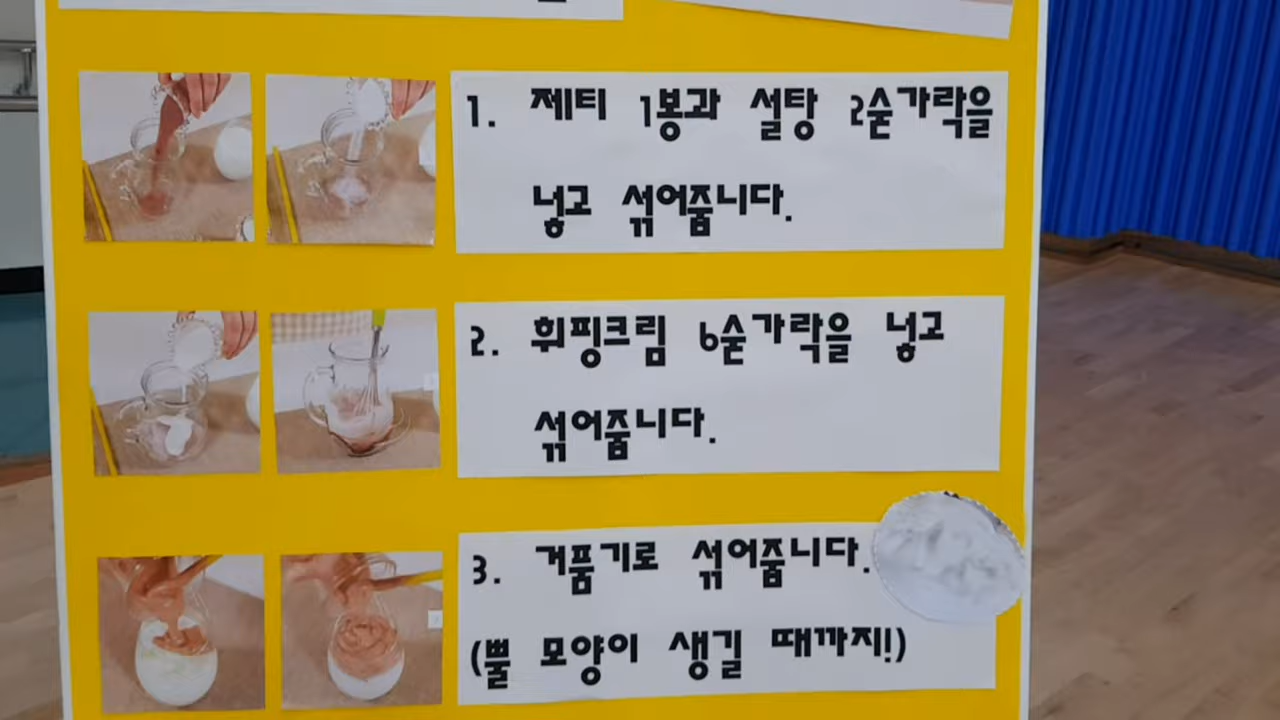 1. 제티 1봉과 설탕 2숟가락을
넣고 섞어줍니다.
2. 휘핑크림 6숟가락을 넣고
섞어줍니다.
3. 거품기로 섞어줍니다.
(뿔 모양이 생길 때까지!)